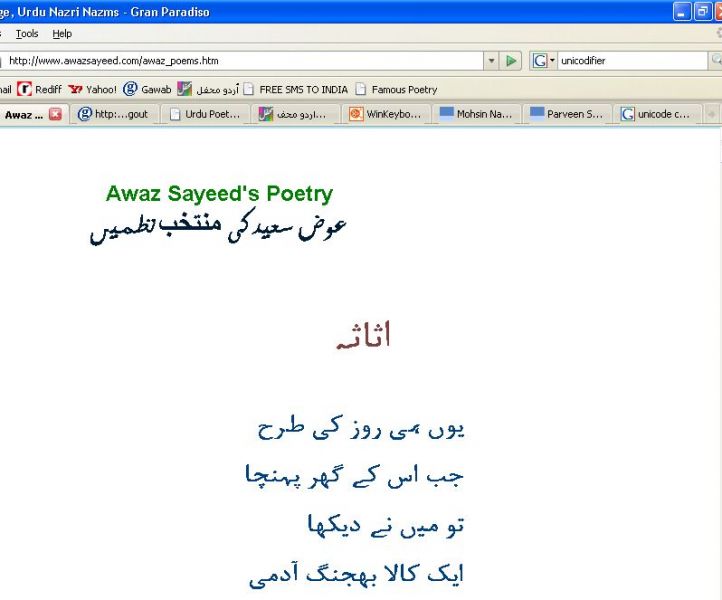 ge, Urdu Nazri Nazms - Gran Paradiso
s Tools Help
http://www.awazsayeed.com/awaz_poems.htm unicodifier
ail Rediff Yahoo! Gawab اُردو محفل FREE SMS TO INDIA Famous Poetry
Awaz ... http:...gout Urdu Poet... اردو محف... WinKeybo... Mohsin Na... Parveen S... unicode c...
Awaz Sayeed's Poetry
عوض سعید کی منتخب نظمیں
اثاثہ
یوں ہی روز کی طرح
جب اس کے گھر پہنچا
تو میں نے دیکھا
ایک کالا بھجنگ آدمی